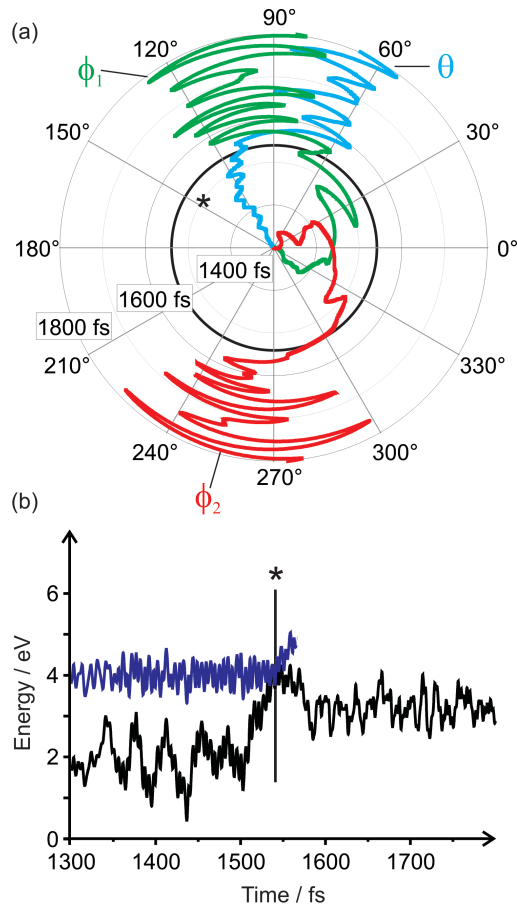 (a)
90°
120°
60°
ϕ1
θ
150°
30°
*
180°
0°
1400 fs
1600 fs
1800 fs
210°
330°
240°
300°
270°
ϕ2
(b)
*
6
4
2
0
Energy / eV
1300
1400
1500
1600
1700
Time / fs